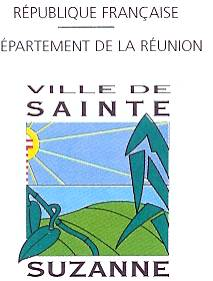 RÉPUBLIQUE FRANÇAISE
ÉPARTEMENT DE LA RÉUNION
VILLE DE
SAINTE
SUZANNE